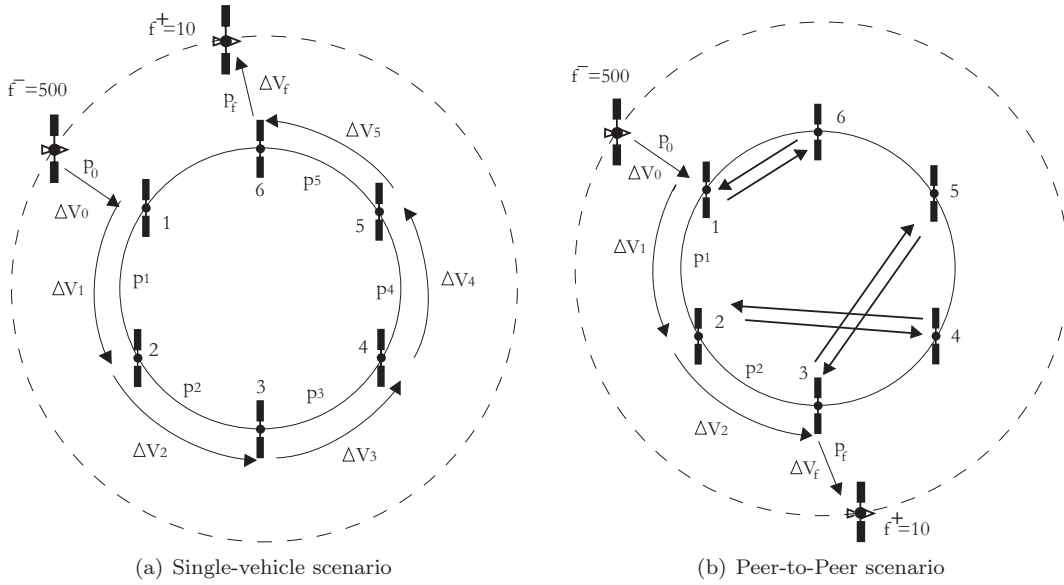 f⁺=10
f⁻=500
ΔV_f
p_f
ΔV5
p0
ΔV0
6
p5
1
5
ΔV1
p1
p4
ΔV4
2
4
p2
3
p3
ΔV2
ΔV3
(a) Single-vehicle scenario
f⁻=500
p0
6
ΔV0
5
1
ΔV1
p1
2
4
p2
3
ΔV2
p_f
ΔV_f
f⁺=10
(b) Peer-to-Peer scenario